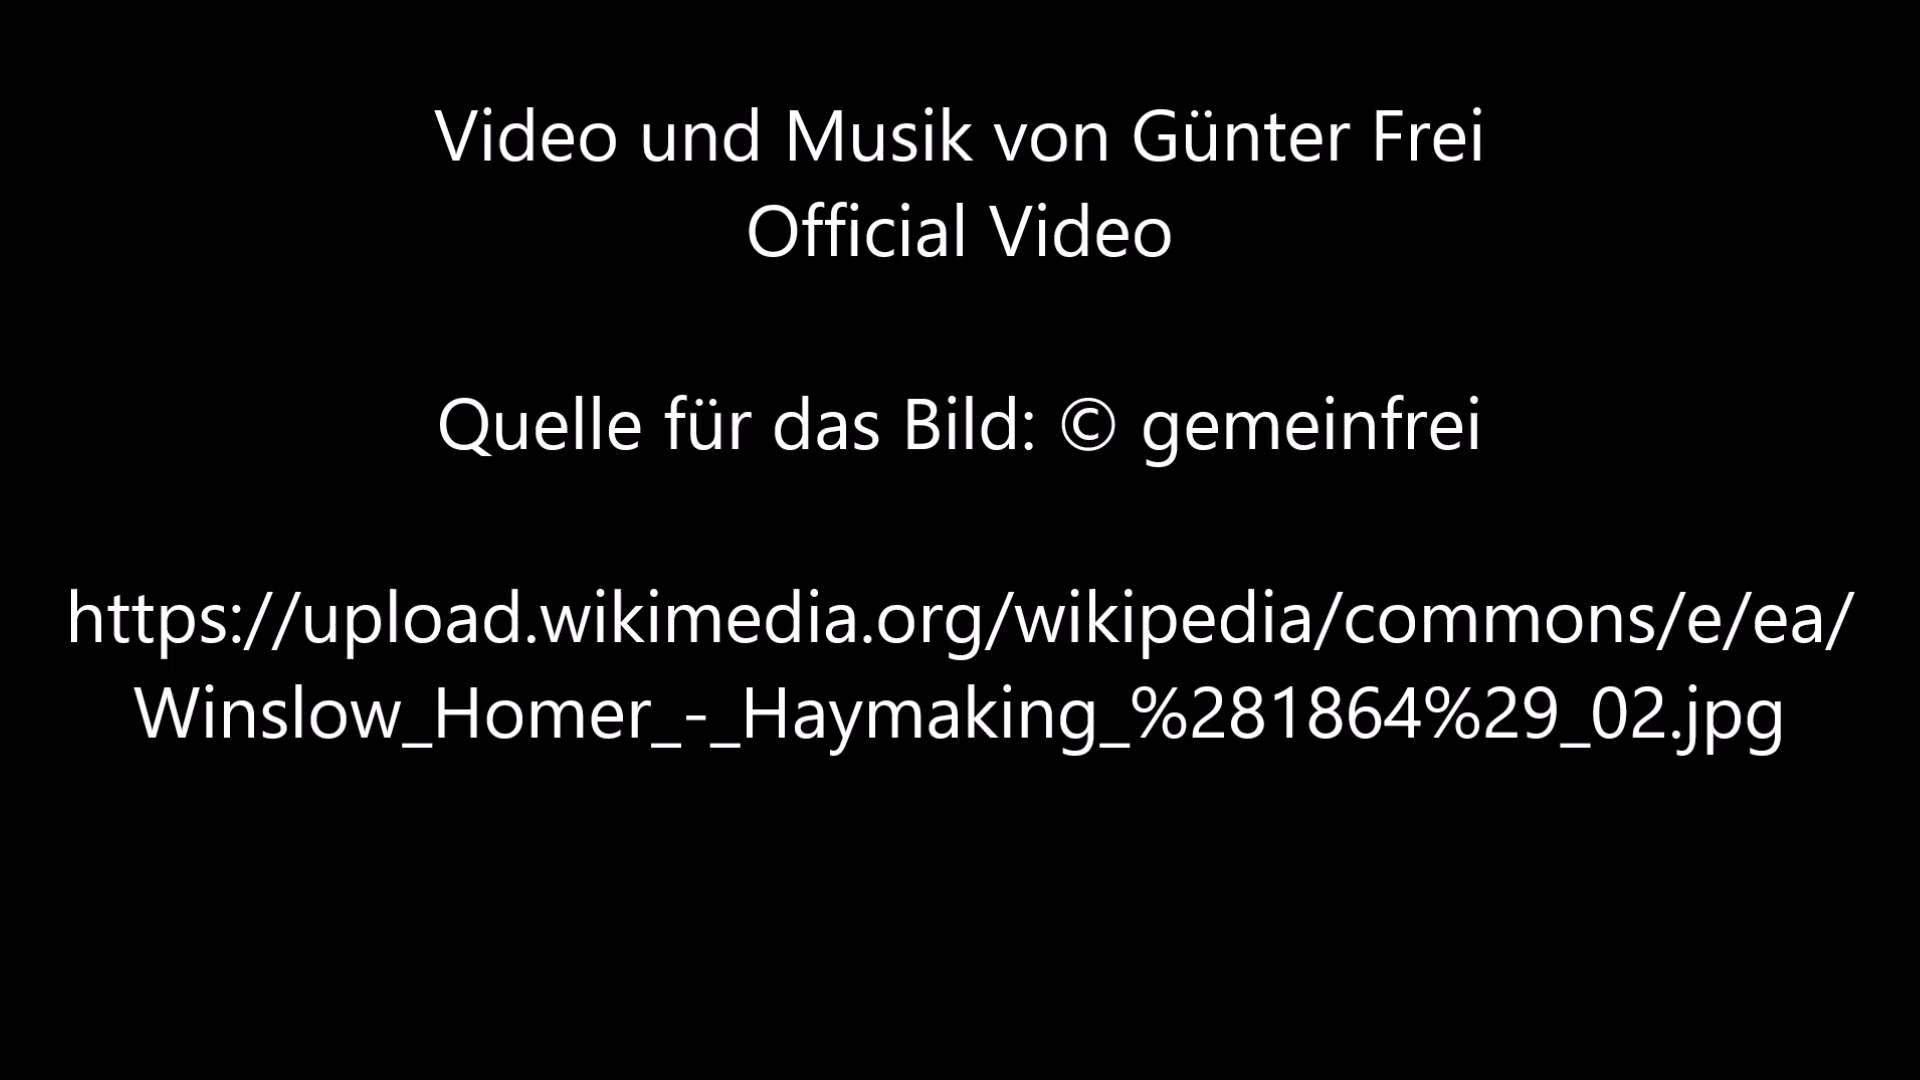 Video und Musik von Günter Frei
Official Video
Quelle für das Bild: © gemeinfrei
https://upload.wikimedia.org/wikipedia/commons/e/ea/
Winslow_Homer_-_Haymaking_%281864%29_02.jpg